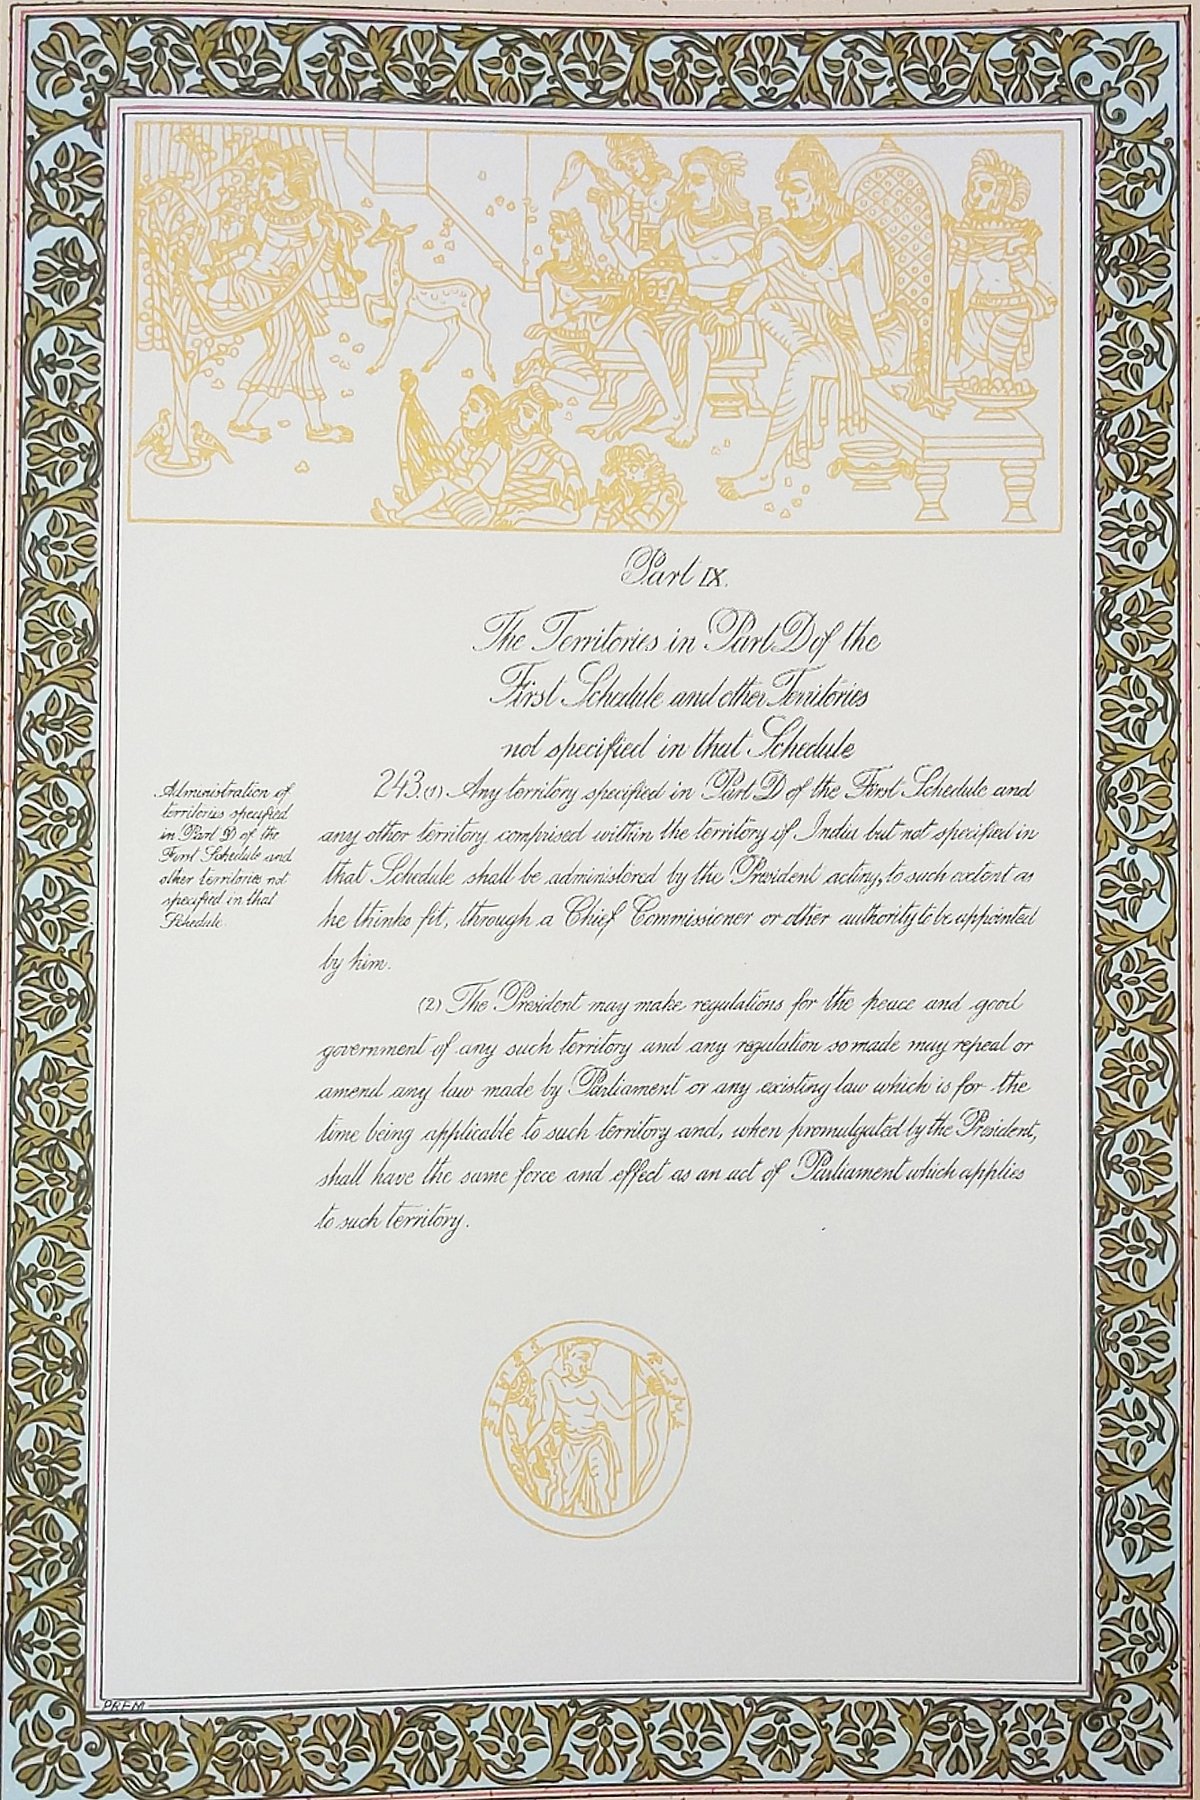 Part IX.
The Territories in Part D of the
First Schedule and other Territories
not specified in that Schedule
Administration of
territories specified
in Part D of the
First Schedule and
other territories not
specified in that
Schedule.
243.(1) Any territory specified in Part D of the First Schedule and
any other territory comprised within the territory of India but not specified in
that Schedule shall be administered by the President acting, to such extent as
he thinks fit, through a Chief Commissioner or other authority to be appointed
by him.
(2) The President may make regulations for the peace and good
government of any such territory and any regulation so made may repeal or
amend any law made by Parliament or any existing law which is for the
time being applicable to such territory and, when promulgated by the President,
shall have the same force and effect as an act of Parliament which applies
to such territory.
PREM